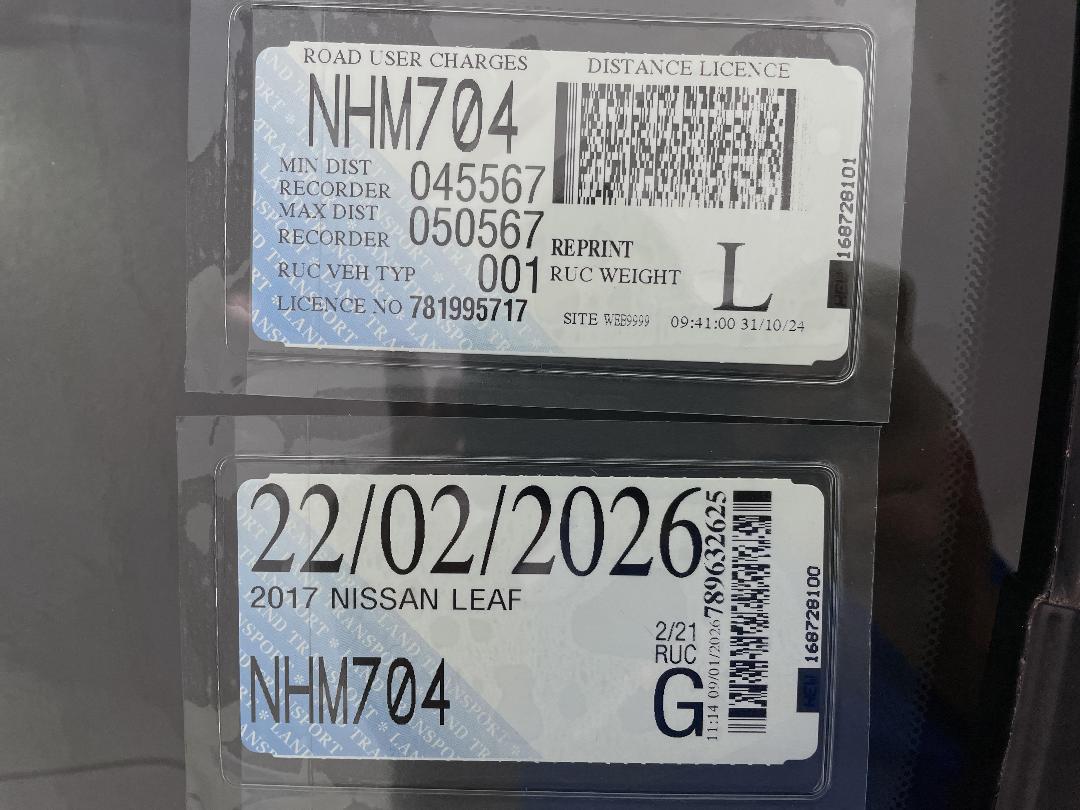 ROAD USER CHARGES
DISTANCE LICENCE
NHM704
MIN DIST
RECORDER 045567
MAX DIST
RECORDER 050567
REPRINT
RUC VEH TYP 001
RUC WEIGHT L
LICENCE NO 781995717
SITE WEB9999 09:41:00 31/10/24
168728101
22/02/2026
2017 NISSAN LEAF
2/21
RUC
NHM704
G
11:14 09/01/2026 789632625
168728100